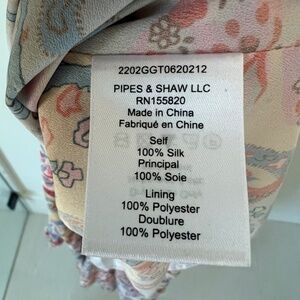 2202GGT0620212
PIPES & SHAW LLC
RN155820
Made in China
Fabriqué en Chine
Self
100% Silk
Principal
100% Soie
Lining
100% Polyester
Doublure
100% Polyester